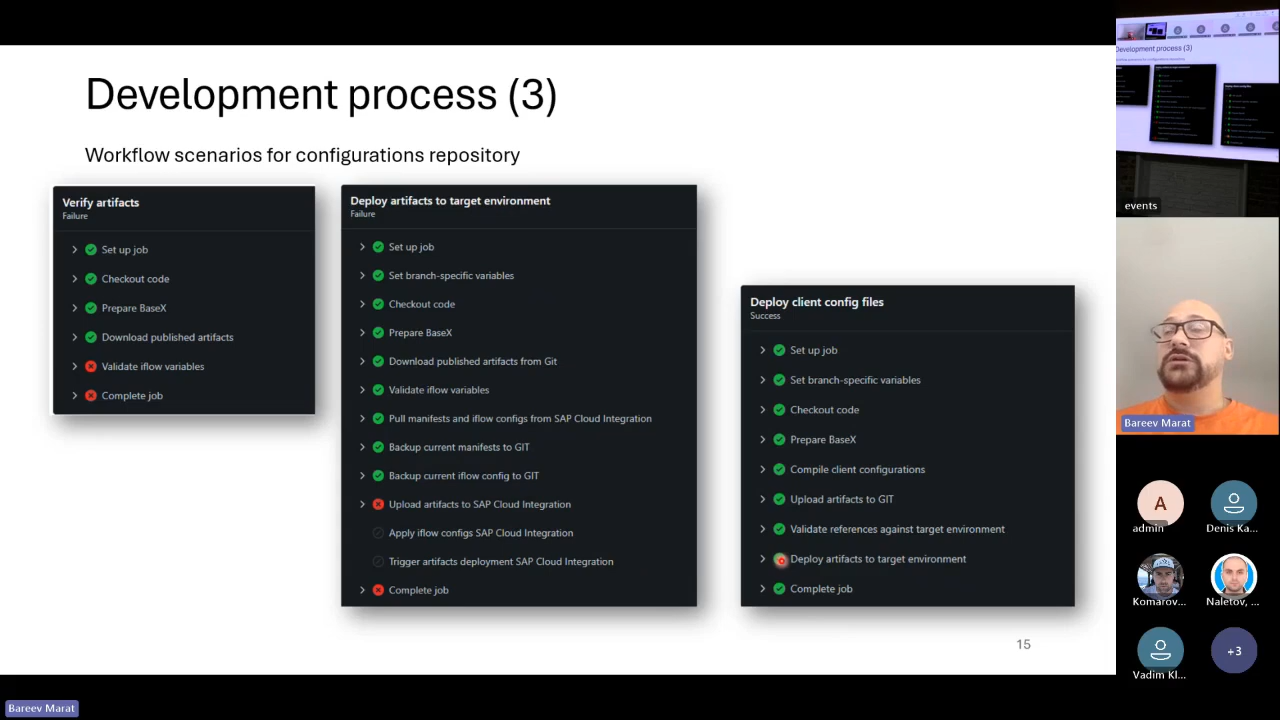 Development process (3)
Workflow scenarios for configurations repository
Verify artifacts
Failure
Set up job
Checkout code
Prepare BaseX
Download published artifacts
Validate iflow variables
Complete job
Deploy artifacts to target environment
Failure
Set up job
Set branch-specific variables
Checkout code
Prepare BaseX
Download published artifacts from Git
Validate iflow variables
Pull manifests and iflow configs from SAP Cloud Integration
Backup current manifests to GIT
Backup current iflow config to GIT
Upload artifacts to SAP Cloud Integration
Apply iflow configs SAP Cloud Integration
Trigger artifacts deployment SAP Cloud Integration
Complete job
Deploy client config files
Success
Set up job
Set branch-specific variables
Checkout code
Prepare BaseX
Compile client configurations
Upload artifacts to GIT
Validate references against target environment
Deploy artifacts to target environment
Complete job
15
Bareev Marat
Development process (3)
events
Bareev Marat
A
admin
Denis Ka...
Komarov...
Naletov, ...
Vadim Kl...
+3